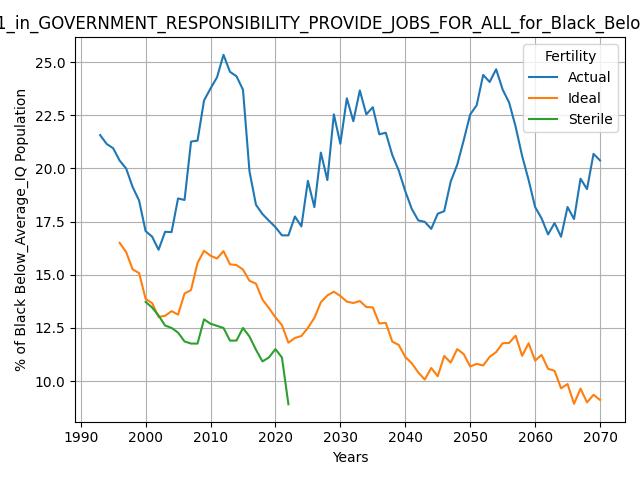 1_in_GOVERNMENT_RESPONSIBILITY_PROVIDE_JOBS_FOR_ALL_for_Black_Belo
Fertility
Actual
Ideal
Sterile
% of Black Below_Average_IQ Population
25.0
22.5
20.0
17.5
15.0
12.5
10.0
1990 2000 2010 2020 2030 2040 2050 2060 2070
Years